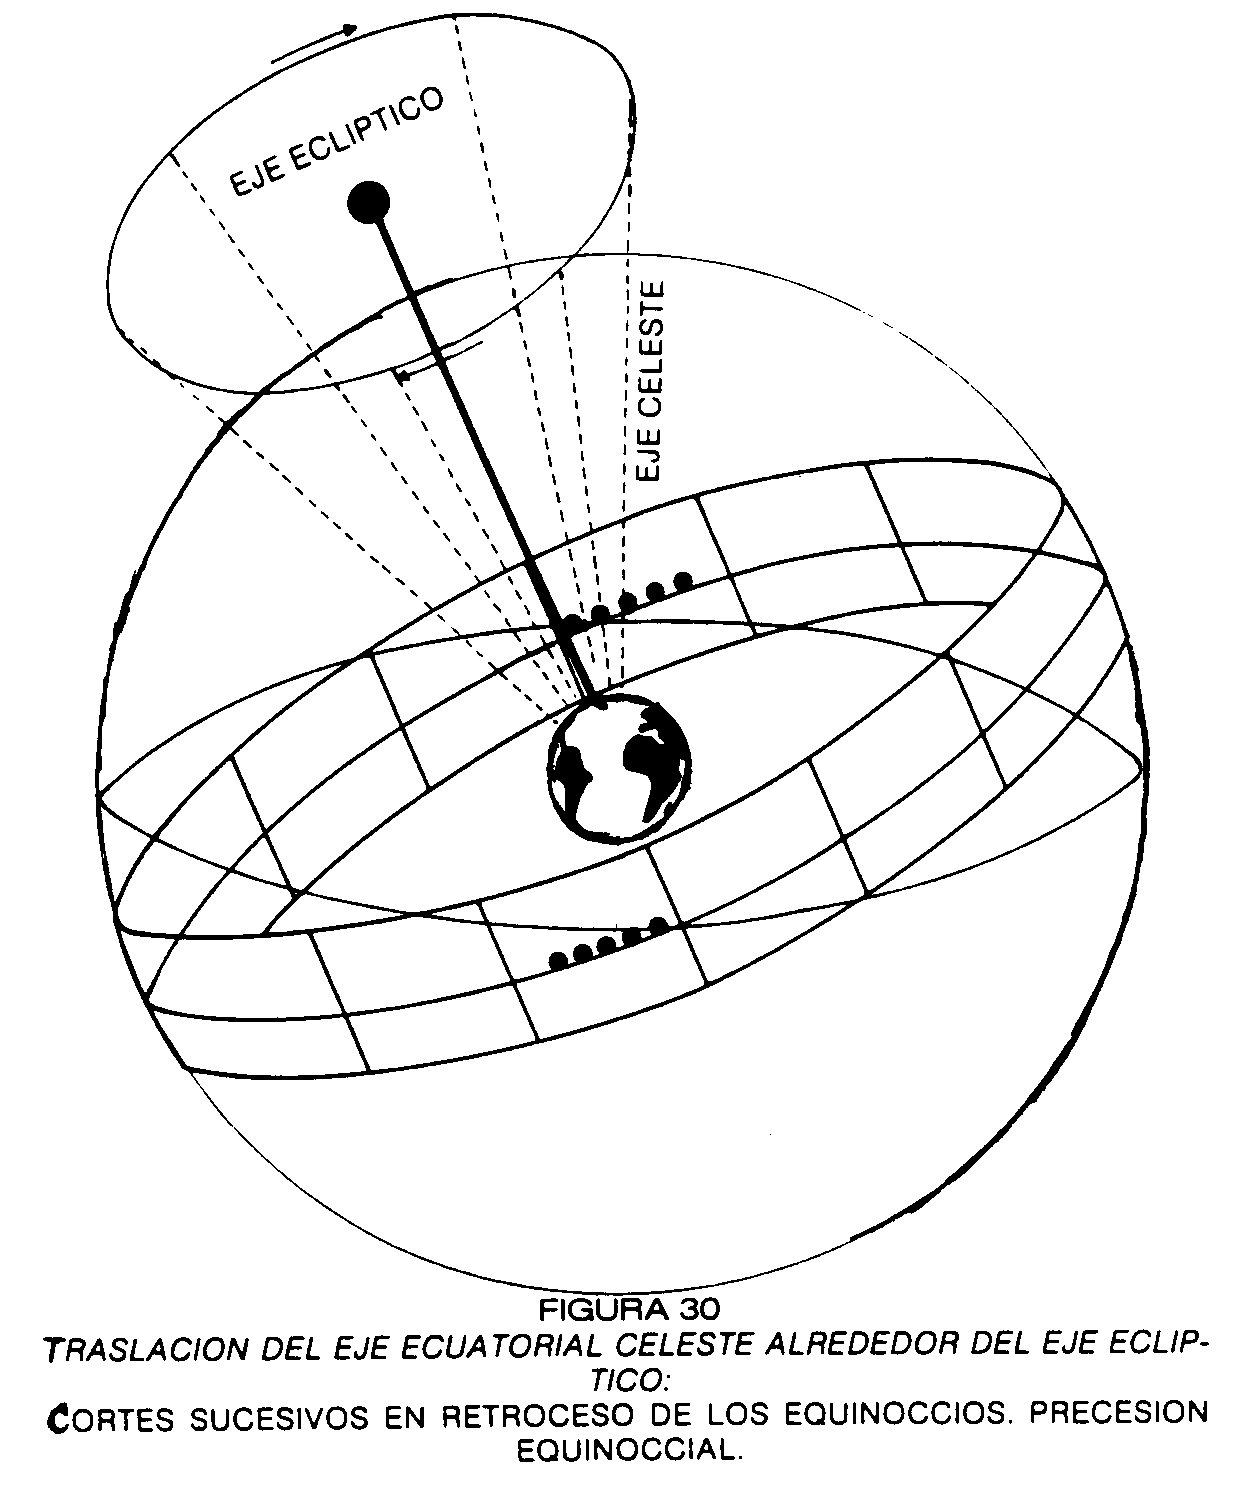 EJE ECLIPTICO
EJE CELESTE
FIGURA 30
TRASLACION DEL EJE ECUATORIAL CELESTE ALREDEDOR DEL EJE ECLIP-
TICO:
CORTES SUCESIVOS EN RETROCESO DE LOS EQUINOCCIOS. PRECESION
EQUINOCCIAL.